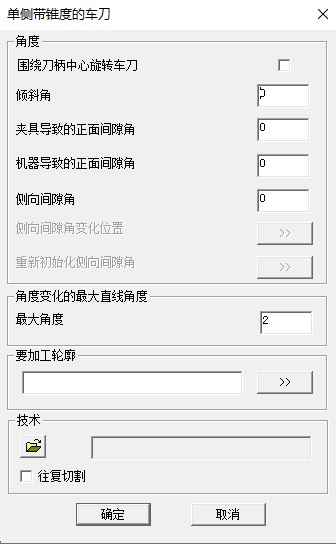 单侧带锥度的车刀
角度
围绕刀柄中心旋转车刀
倾斜角
夹具导致的正面间隙角 0
机器导致的正面间隙角 0
侧向间隙角 0
侧向间隙角变化位置 >>
重新初始化侧向间隙角 >>
角度变化的最大直线角度
最大角度 2
要加工轮廓
>>
技术
往复切割
确定 取消